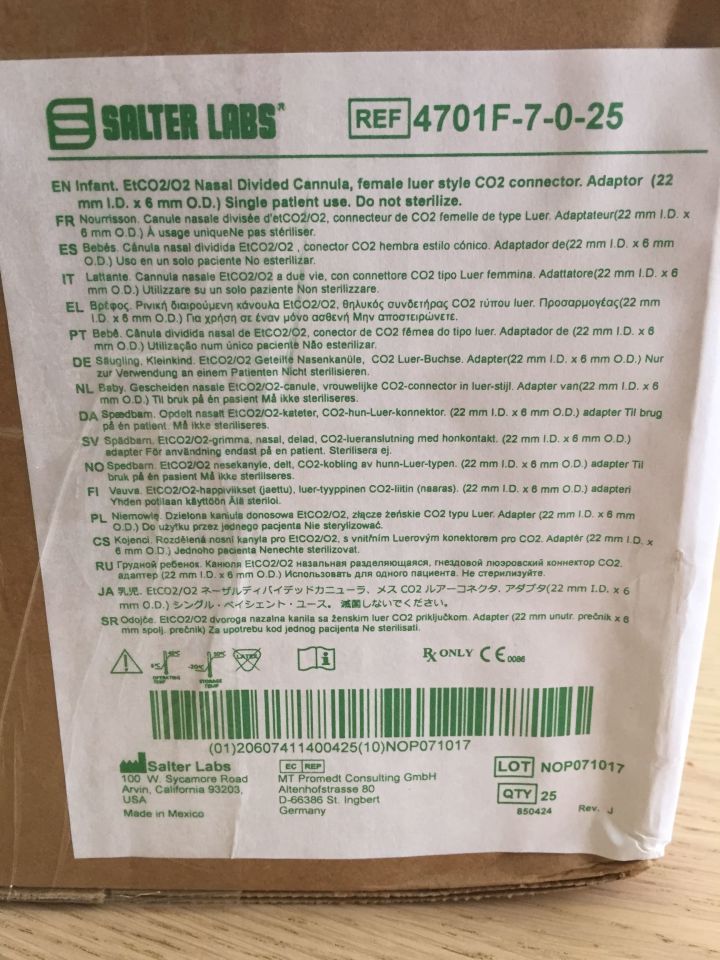 SALTER LABS®
REF 4701F-7-0-25
EN Infant. EtCO2/O2 Nasal Divided Cannula, female luer style CO2 connector. Adaptor (22
mm I.D. x 6 mm O.D.) Single patient use. Do not sterilize.
FR Nourrisson. Canule nasale divisée d'etCO2/O2, connecteur de CO2 femelle de type Luer. Adaptateur(22 mm I.D. x
6 mm O.D.) À usage uniqueNe pas stériliser.
ES Bebés. Cânula nasal dividida EtCO2/O2 , conector CO2 hembra estilo cónico. Adaptador de(22 mm I.D. x 6 mm
O.D.) Uso en un solo paciente No esterilizar.
IT Lattante. Cannula nasale EtCO2/O2 a due vie, con connettore CO2 tipo Luer femmina. Adattatore(22 mm I.D. x 6
mm O.D.) Utilizzare su un solo paziente Non sterilizzare.
EL Βρέφος. Ρινική διαιρούμενη κάνουλα EtCO2/O2, θηλυκός συνδετήρας CO2 τύπου luer. Προσαρμογέας(22 mm
I.D. x 6 mm O.D.) Για χρήση σε έναν μόνο ασθενή Μην αποστειρώνετε.
PT Bebê. Cânula dividida nasal de EtCO2/O2, conector de CO2 fêmea do tipo luer. Adaptador de (22 mm I.D. x 6
mm O.D.) Utilização num único paciente Não esterilizar.
DE Säugling, Kleinkind. EtCO2/O2 Geteilte Nasenkanüle, CO2 Luer-Buchse. Adapter(22 mm I.D. x 6 mm O.D.) Nur
zur Verwendung an einem Patienten Nicht sterilisieren.
NL Baby. Gescheiden nasale EtCO2/O2-canule, vrouwelijke CO2-connector in luer-stijl. Adapter van(22 mm I.D. x 6
mm O.D.) Til bruk på én pasient Må ikke steriliseres.
DA Spædbarn. Opdelt nasalt EtCO2/O2-kateter, CO2-hun-Luer-konnektor. (22 mm I.D. x 6 mm O.D.) adapter Til brug
på én patient. Må ikke steriliseres.
SV Spädbarn. EtCO2/O2-grimma, nasal, delad, CO2-lueranslutning med honkontakt. (22 mm I.D. x 6 mm O.D.)
adapter För användning endast på en patient. Sterilisera ej.
NO Spedbarn. EtCO2/O2 nesekanyle, delt, CO2-kobling av hunn-Luer-typen. (22 mm I.D. x 6 mm O.D.) adapter Til
bruk på én pasient Må ikke steriliseres.
FI Vauva. EtCO2/O2-happiviikset (jaettu), luer-tyyppinen CO2-liitin (naaras). (22 mm I.D. x 6 mm O.D.) adapteri
Yhden potilaan käyttöön Älä steriloi.
PL Niemowlę. Dzielona kaniula donosowa EtCO2/O2, złącze żeńskie CO2 typu Luer. Adapter (22 mm I.D. x 6 mm
O.D.) Do użytku przez jednego pacjenta Nie sterylizować.
CS Kojenci. Rozdělená nosní kanyla pro EtCO2/O2, s vnitřním Luerovým konektorem pro CO2. Adaptér (22 mm I.D. x
6 mm O.D.) Jednoho pacienta Nenechte sterilizovat.
RU Грудной ребенок. Канюля EtCO2/O2 назальная разделяющаяся, гнездовой люэровский коннектор CO2.
адаптер (22 mm I.D. x 6 mm O.D.) Использовать для одного пациента. Не стерилизуйте.
JA 乳児. EtCO2/O2 ネーザルディバイデッドカニューラ、メス CO2 ルアーコネクタ. アダプタ(22 mm I.D. x 6
mm O.D.) シングル・ペイシェント・ユース。 滅菌しないでください。
SR Odojče. EtCO2/O2 dvoroga nazalna kanila sa ženskim luer CO2 priključkom. Adapter (22 mm unutr. prečnik x 6
mm spolj. prečnik) Za upotrebu kod jednog pacijenta Ne sterilisati.
OPERATING TEMP
-20°C
STORAGE TEMP
LATEX
Rx ONLY CE 0086
(01)20607411400425(10)NOP071017
Salter Labs
100 W. Sycamore Road
Arvin, California 93203,
USA
Made in Mexico
EC REP
MT Promedt Consulting GmbH
Altenhofstrasse 80
D-66386 St. Ingbert
Germany
LOT NOP071017
QTY 25
850424 Rev. J